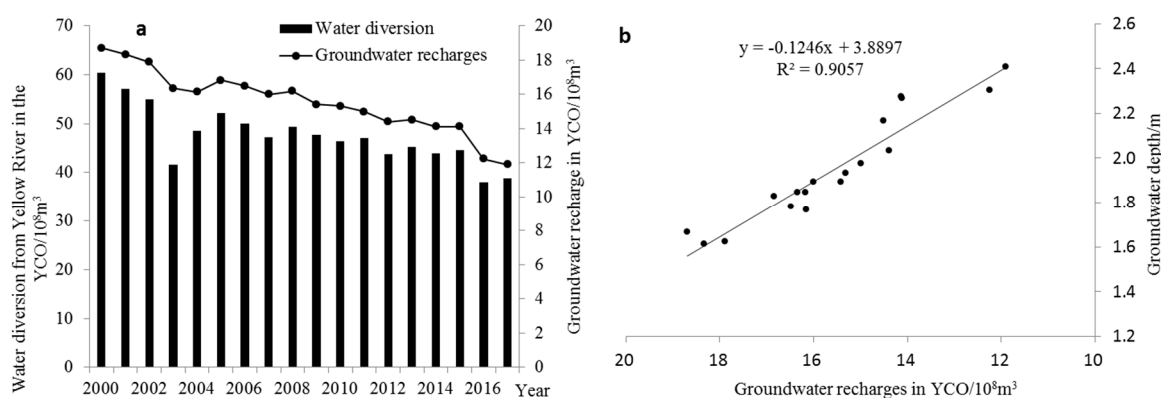 a
Water diversion
Groundwater recharges
Water diversion from Yellow River in the
YCO/10⁸m³
70
60
50
40
30
20
10
0
20
18
16
14
12
10
8
6
4
2
0
Groundwater recharge in YCO/10⁸m³
2000 2002 2004 2006 2008 2010 2012 2014 2016 Year
b
y = -0.1246x + 3.8897
R² = 0.9057
2.6
2.4
2.2
2.0
1.8
1.6
1.4
1.2
Groundwater depth/m
20 18 16 14 12 10
Groundwater recharges in YCO/10⁸m³